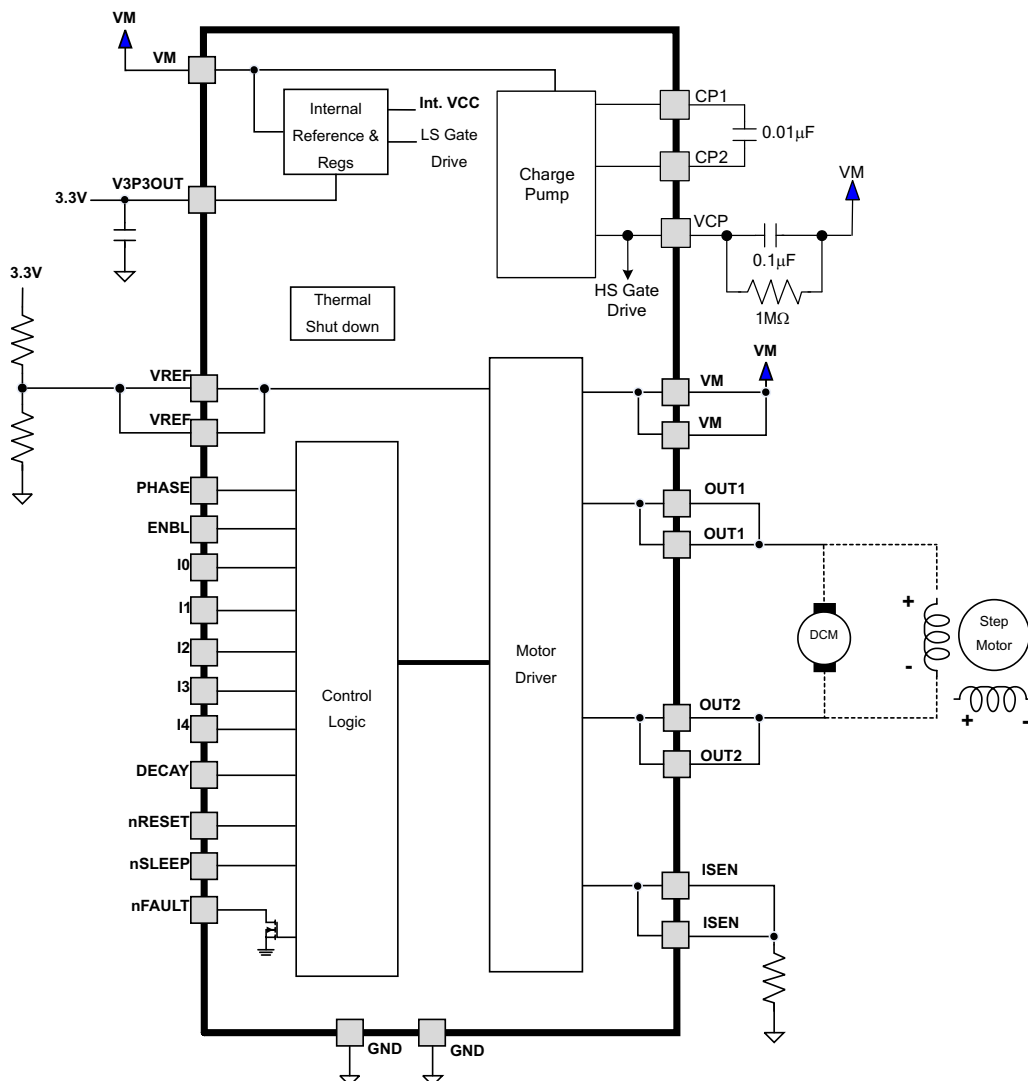 VM
VM
Internal
Reference &
Regs
Int. VCC
LS Gate
Drive
Charge
Pump
CP1
0.01μF
CP2
V3P3OUT
3.3V
VM
VCP
0.1μF
HS Gate
Drive
1MΩ
3.3V
Thermal
Shut down
VM
VREF
VM
VREF
VM
PHASE
OUT1
ENBL
OUT1
I0
I1
I2
I3
I4
+
-
DCM
Step
Motor
Motor
Driver
Control
Logic
OUT2
+
-
OUT2
DECAY
nRESET
nSLEEP
ISEN
nFAULT
ISEN
GND
GND